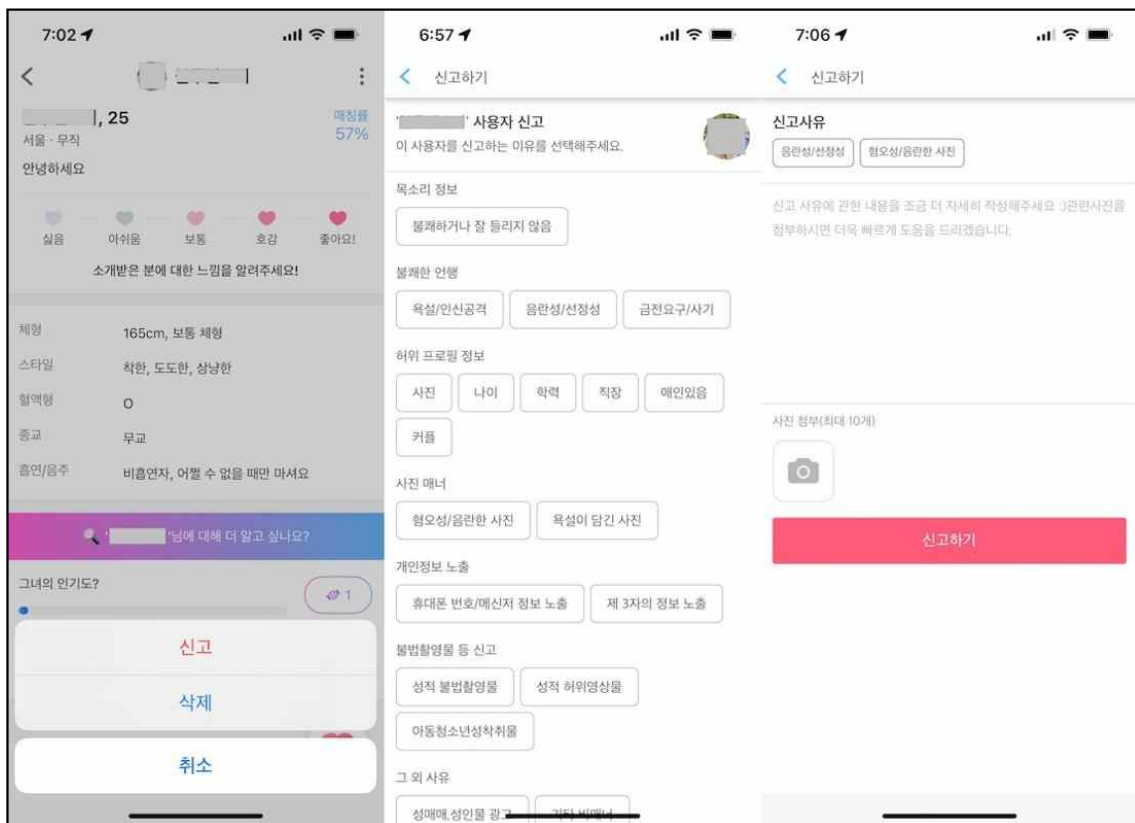 7:02
, 25
매칭률
57%
서울 · 무직
안녕하세요
싫음
아쉬움
보통
호감
좋아요!
소개받은 분에 대한 느낌을 알려주세요!
체형 165cm, 보통 체형
스타일 착한, 도도한, 상냥한
혈액형 O
종교 무교
흡연/음주 비흡연자, 어쩔 수 없을 때만 마셔요
' '님에 대해 더 알고 싶나요?
그녀의 인기도?
1
신고
삭제
취소
6:57
신고하기
' ' 사용자 신고
이 사용자를 신고하는 이유를 선택해주세요.
목소리 정보
불쾌하거나 잘 들리지 않음
불쾌한 언행
욕설/인신공격 음란성/선정성 금전요구/사기
허위 프로필 정보
사진 나이 학력 직장 애인있음
커플
사진 매너
혐오성/음란한 사진 욕설이 담긴 사진
개인정보 노출
휴대폰 번호/메신저 정보 노출 제 3자의 정보 노출
불법촬영물 등 신고
성적 불법촬영물 성적 허위영상물
아동청소년성착취물
그 외 사유
성매매,성인물 광고 기타 비매너
7:06
신고하기
신고사유
음란성/선정성 혐오성/음란한 사진
신고 사유에 관한 내용을 조금 더 자세히 작성해주세요 :)관련사진을
첨부하시면 더욱 빠르게 도움을 드리겠습니다.
사진 첨부(최대 10개)
신고하기